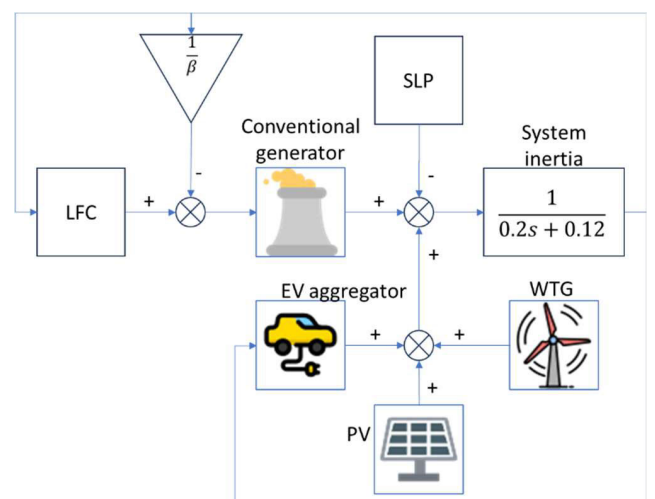 1
β
SLP
Conventional
generator
System
inertia
-
-
LFC
+
+
1
0.2s + 0.12
+
EV aggregator
WTG
+
+
+
PV